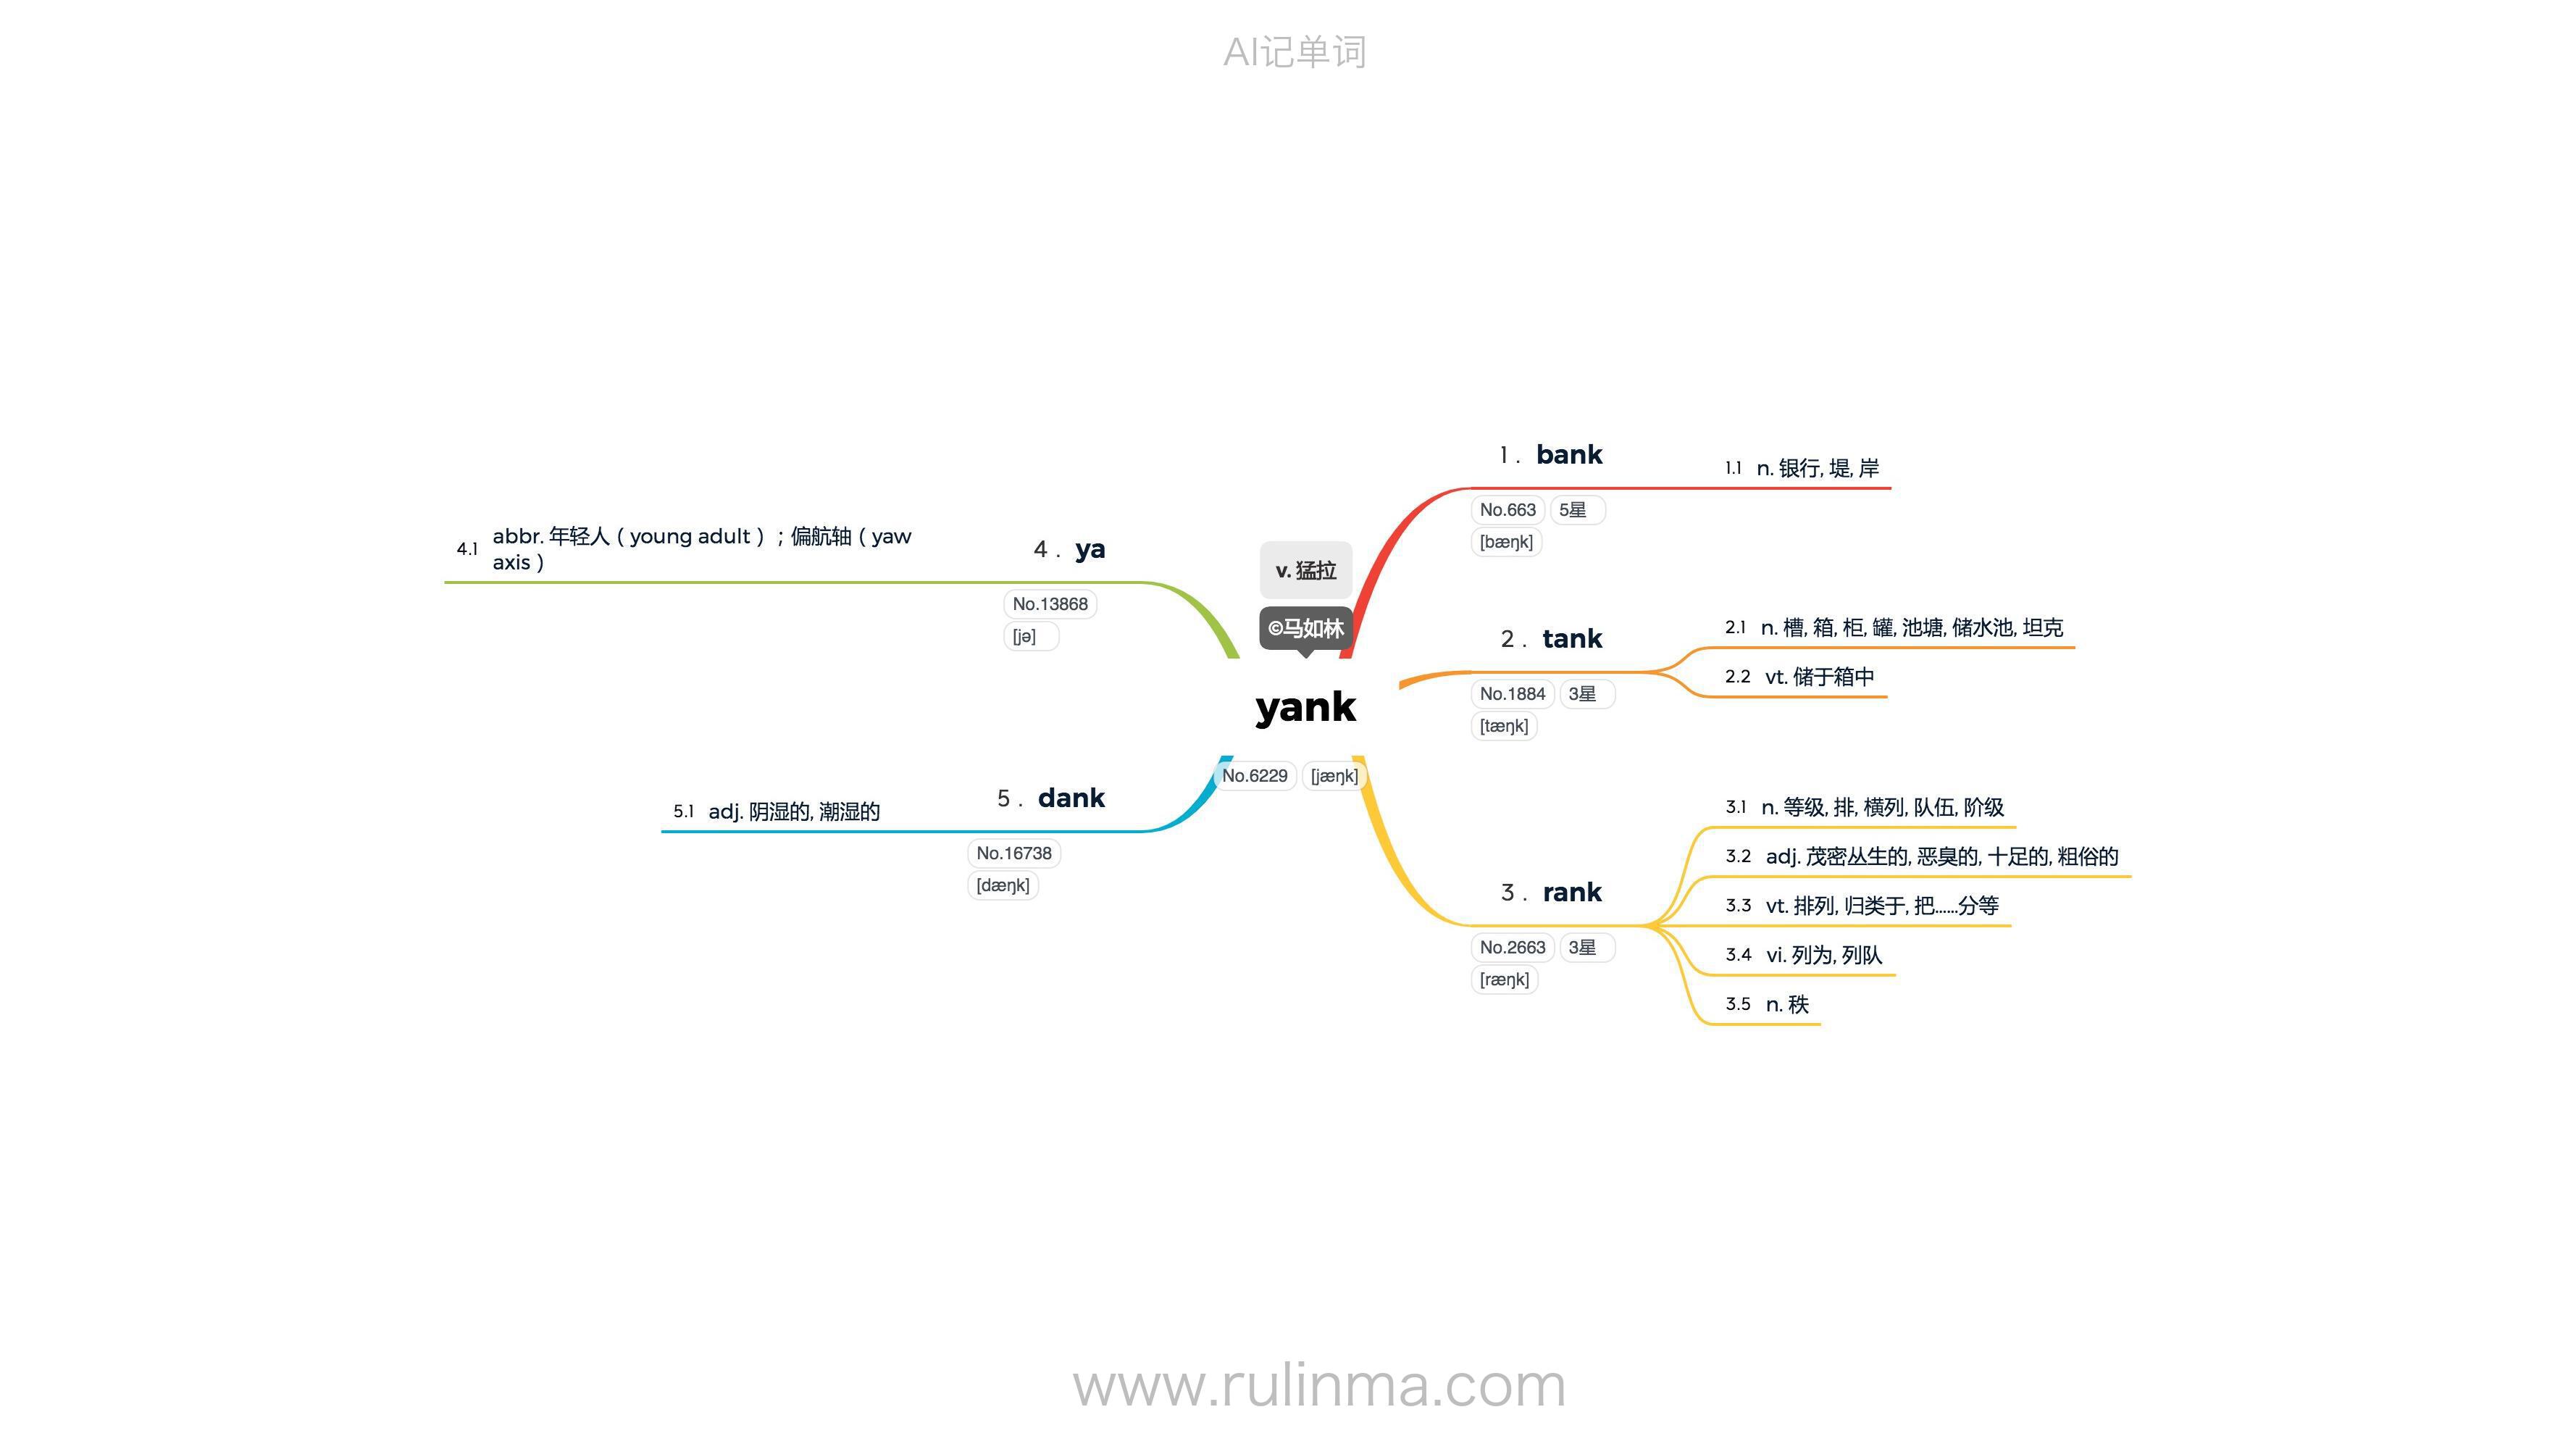 AI记单词
v. 猛拉
©马如林
yank
No.6229 [jæŋk]
1 . bank
No.663 5星
[bæŋk]
1.1 n. 银行, 堤, 岸
2 . tank
No.1884 3星
[tæŋk]
2.1 n. 槽, 箱, 柜, 罐, 池塘, 储水池, 坦克
2.2 vt. 储于箱中
3 . rank
No.2663 3星
[ræŋk]
3.1 n. 等级, 排, 横列, 队伍, 阶级
3.2 adj. 茂密丛生的, 恶臭的, 十足的, 粗俗的
3.3 vt. 排列, 归类于, 把……分等
3.4 vi. 列为, 列队
3.5 n. 秩
4 . ya
No.13868
[jə]
4.1 abbr. 年轻人（young adult）；偏航轴（yaw
axis）
5 . dank
No.16738
[dæŋk]
5.1 adj. 阴湿的, 潮湿的
www.rulinma.com